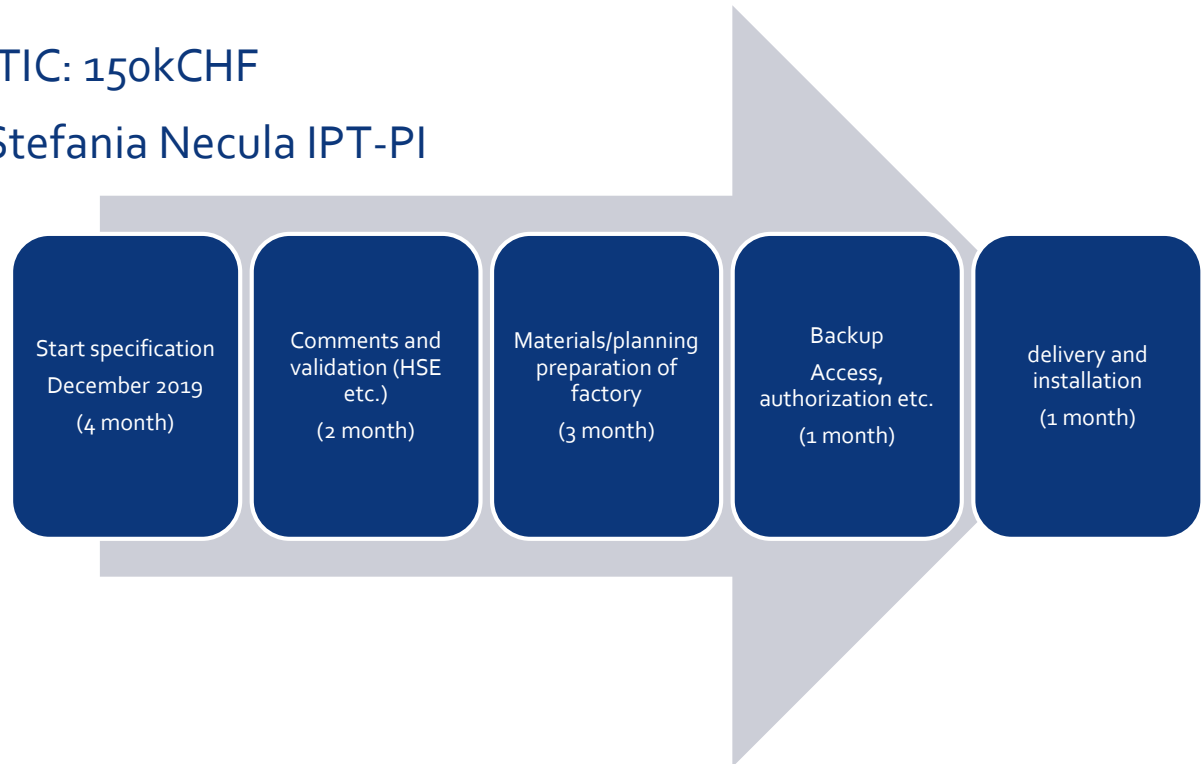 TIC: 150kCHF
Stefania Necula IPT-PI
Start specification
December 2019
(4 month)
Comments and
validation (HSE
etc.)
(2 month)
Materials/planning
preparation of
factory
(3 month)
Backup
Access,
authorization etc.
(1 month)
delivery and
installation
(1 month)